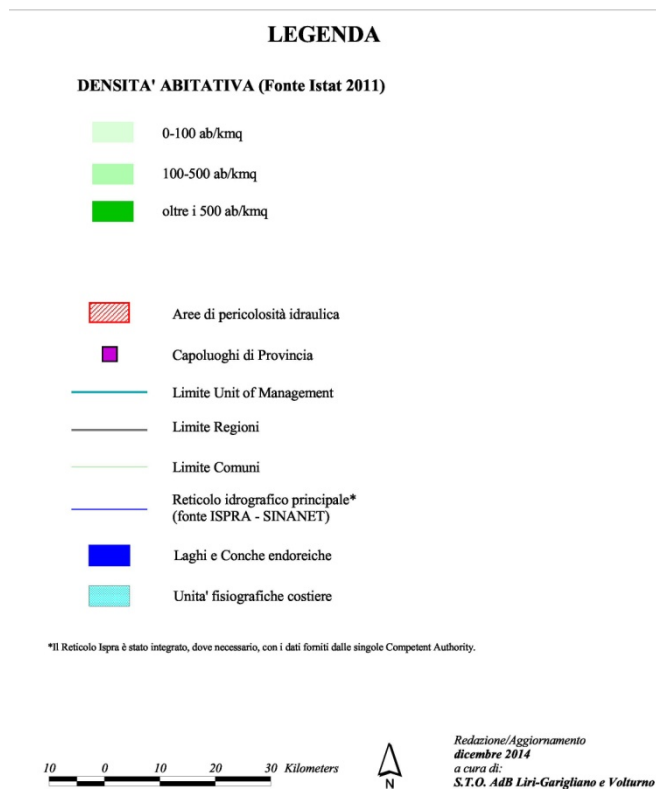 LEGENDA
DENSITA' ABITATIVA (Fonte Istat 2011)
0-100 ab/kmq
100-500 ab/kmq
oltre i 500 ab/kmq
Aree di pericolosità idraulica
Capoluoghi di Provincia
Limite Unit of Management
Limite Regioni
Limite Comuni
Reticolo idrografico principale*
(fonte ISPRA - SINANET)
Laghi e Conche endoreiche
Unita' fisiografiche costiere
*Il Reticolo Ispra è stato integrato, dove necessario, con i dati forniti dalle singole Competent Authority.
10 0 10 20 30 Kilometers
N
Redazione/Aggiornamento
dicembre 2014
a cura di:
S.T.O. AdB Liri-Garigliano e Volturno